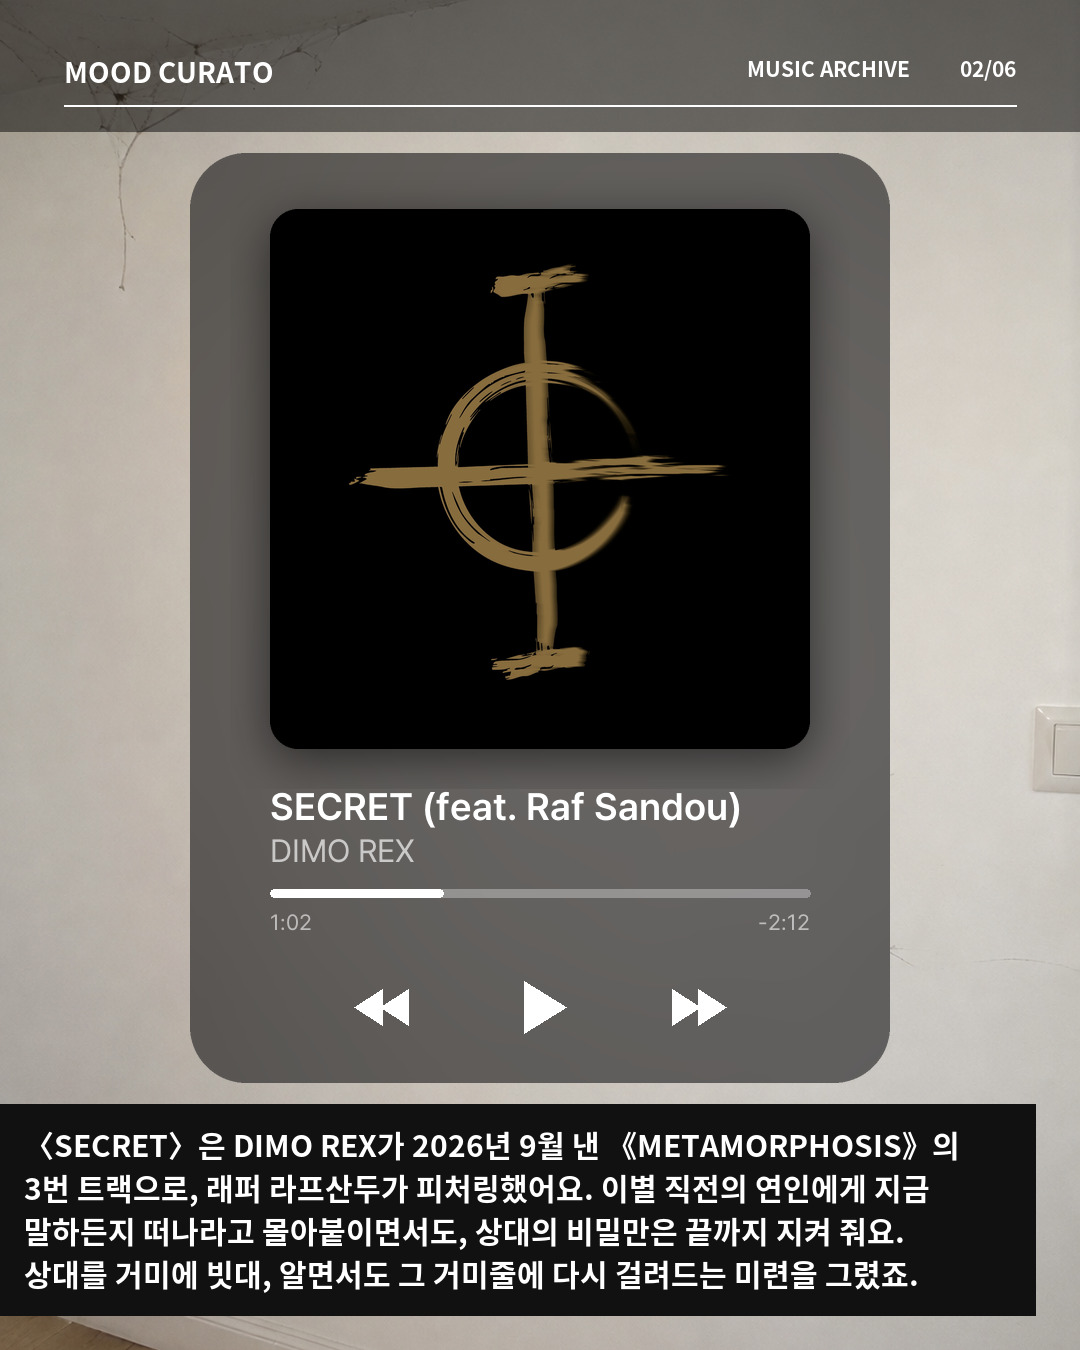 MOOD CURATO
MUSIC ARCHIVE 02/06
SECRET (feat. Raf Sandou)
DIMO REX
1:02 -2:12
〈SECRET〉은 DIMO REX가 2026년 9월 낸 《METAMORPHOSIS》의
3번 트랙으로, 래퍼 라프산두가 피처링했어요. 이별 직전의 연인에게 지금
말하든지 떠나라고 몰아붙이면서도, 상대의 비밀만은 끝까지 지켜 줘요.
상대를 거미에 빗대, 알면서도 그 거미줄에 다시 걸려드는 미련을 그렸죠.